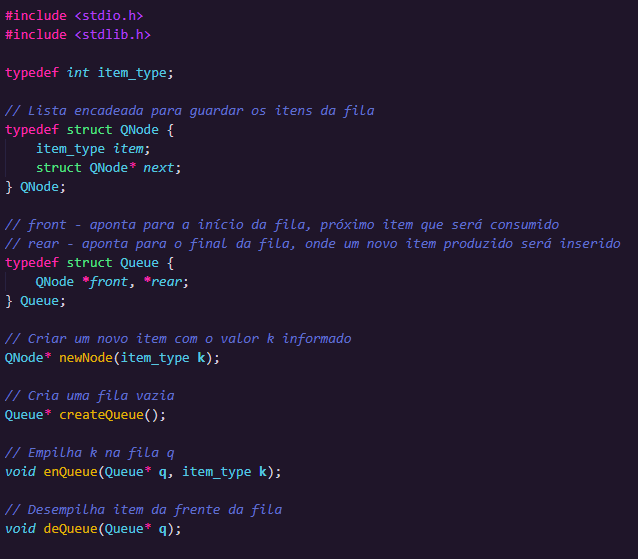 #include <stdio.h>
#include <stdlib.h>
typedef int item_type;
// Lista encadeada para guardar os itens da fila
typedef struct QNode {
item_type item;
struct QNode* next;
} QNode;
// front - aponta para a início da fila, próximo item que será consumido
// rear - aponta para o final da fila, onde um novo item produzido será inserido
typedef struct Queue {
QNode *front, *rear;
} Queue;
// Criar um novo item com o valor k informado
QNode* newNode(item_type k);
// Cria uma fila vazia
Queue* createQueue();
// Empilha k na fila q
void enQueue(Queue* q, item_type k);
// Desempilha item da frente da fila
void deQueue(Queue* q);